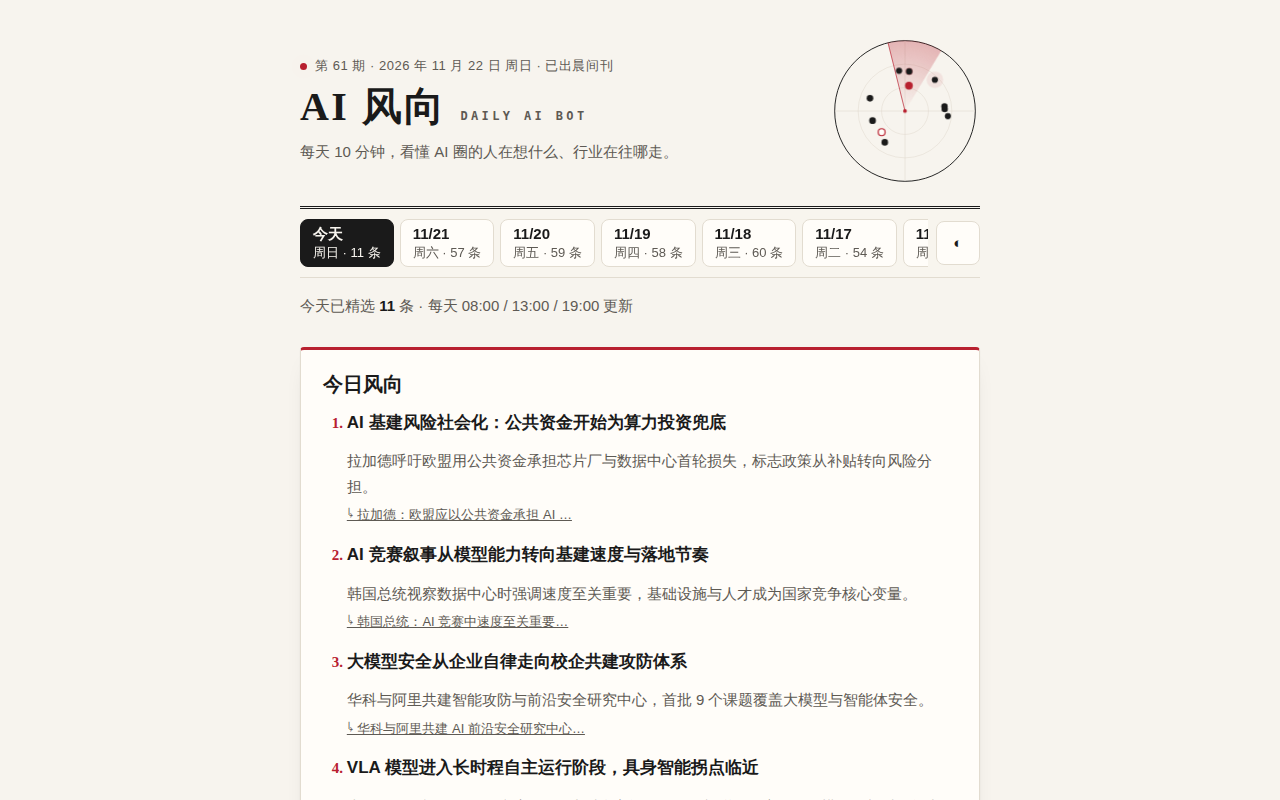 第 61 期 · 2026 年 11 月 22 日 周日 · 已出晨间刊
AI 风向 DAILY AI BOT
每天 10 分钟，看懂 AI 圈的人在想什么、行业在往哪走。
今天 11/21 11/20 11/19 11/18 11/17 11
周日 · 11 条 周六 · 57 条 周五 · 59 条 周四 · 58 条 周三 · 60 条 周二 · 54 条 周
今天已精选 11 条 · 每天 08:00 / 13:00 / 19:00 更新
今日风向
1. AI 基建风险社会化：公共资金开始为算力投资兜底
拉加德呼吁欧盟用公共资金承担芯片厂与数据中心首轮损失，标志政策从补贴转向风险分
担。
↳ 拉加德：欧盟应以公共资金承担 AI …
2. AI 竞赛叙事从模型能力转向基建速度与落地节奏
韩国总统视察数据中心时强调速度至关重要，基础设施与人才成为国家竞争核心变量。
↳ 韩国总统：AI 竞赛中速度至关重要…
3. 大模型安全从企业自律走向校企共建攻防体系
华科与阿里共建智能攻防与前沿安全研究中心，首批 9 个课题覆盖大模型与智能体安全。
↳ 华科与阿里共建 AI 前沿安全研究中心…
4. VLA 模型进入长时程自主运行阶段，具身智能拐点临近